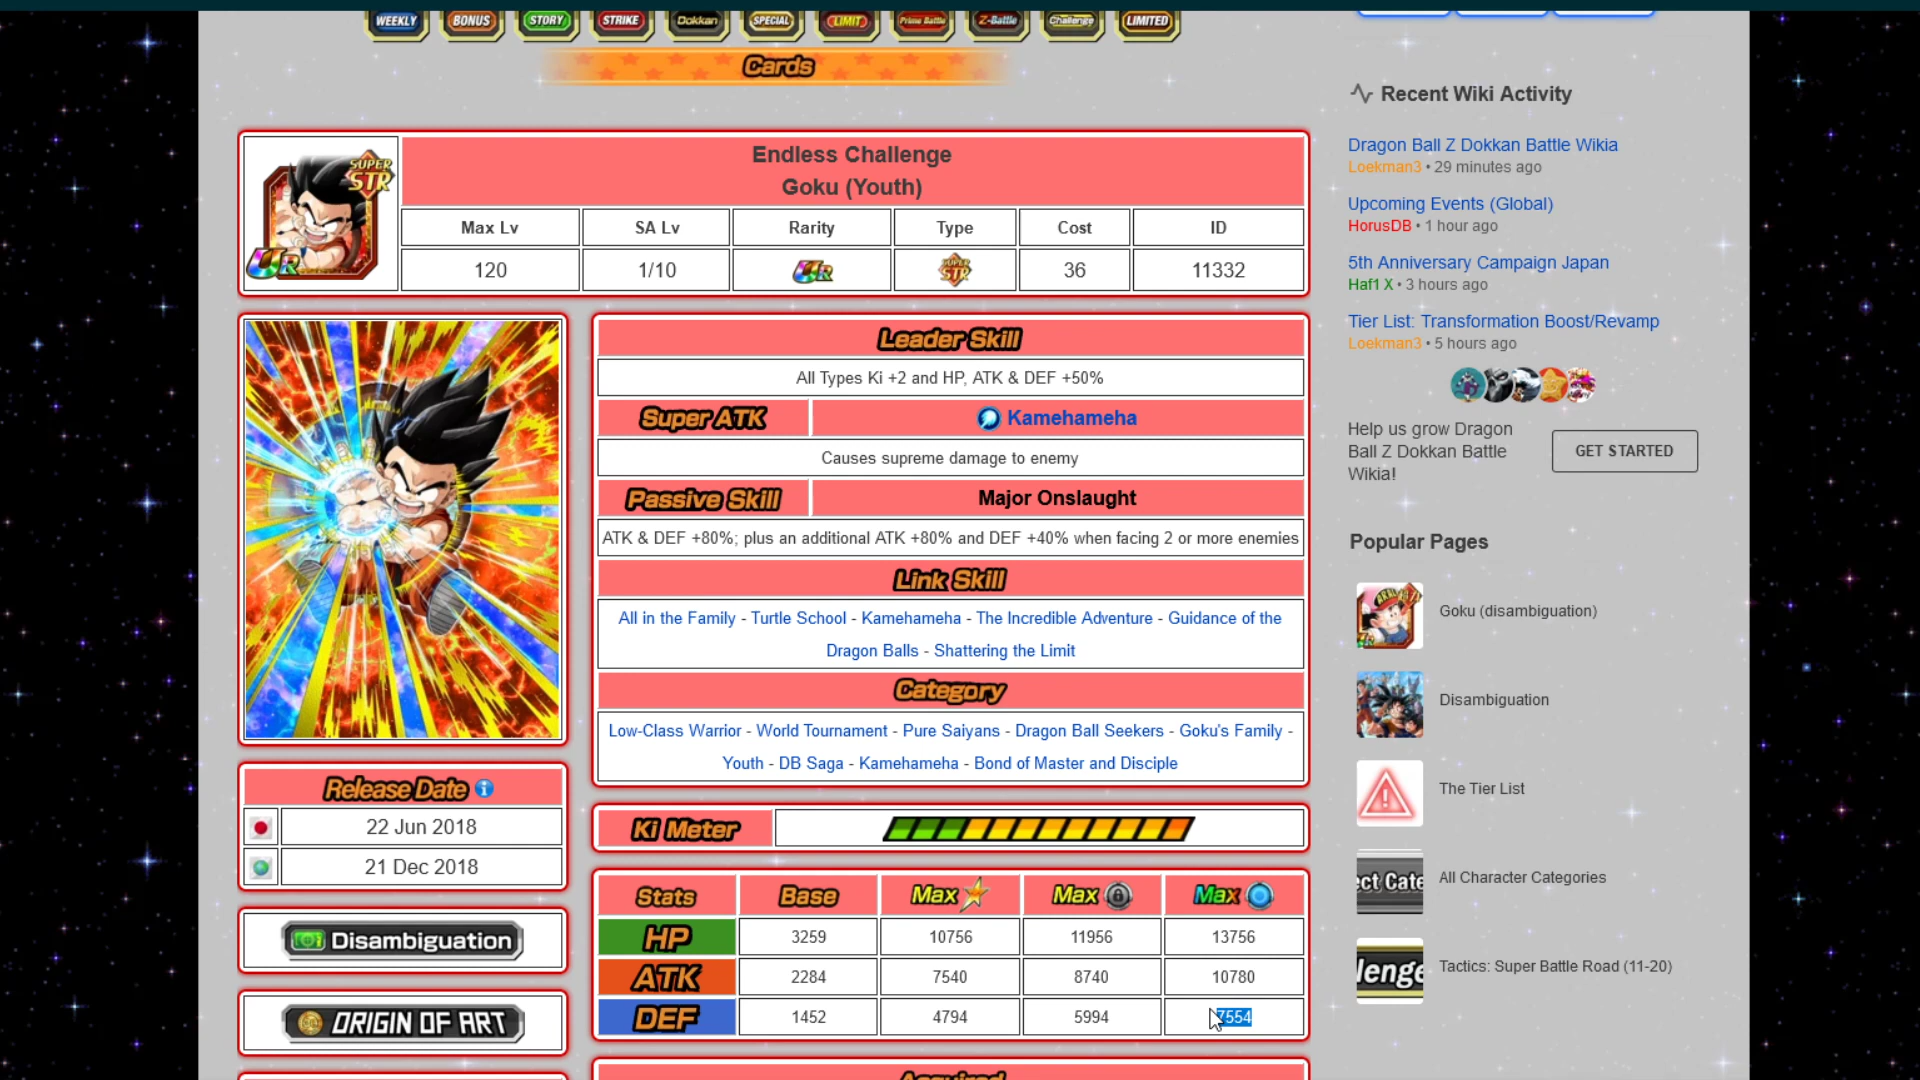 WEEKLY BONUS STORY STRIKE Dokkan SPECIAL LIMIT Prime Battle Z-Battle Challenge LIMITED
Cards
SUPER STR
UR
Endless Challenge
Goku (Youth)
Max Lv SA Lv Rarity Type Cost ID
120 1/10 UR SUPER STR 36 11332
Leader Skill
All Types Ki +2 and HP, ATK & DEF +50%
Super ATK Kamehameha
Causes supreme damage to enemy
Passive Skill Major Onslaught
ATK & DEF +80%; plus an additional ATK +80% and DEF +40% when facing 2 or more enemies
Link Skill
All in the Family - Turtle School - Kamehameha - The Incredible Adventure - Guidance of the
Dragon Balls - Shattering the Limit
Category
Low-Class Warrior - World Tournament - Pure Saiyans - Dragon Ball Seekers - Goku's Family -
Youth - DB Saga - Kamehameha - Bond of Master and Disciple
Release Date
22 Jun 2018
21 Dec 2018
Disambiguation
ORIGIN OF ART
Ki Meter
Stats Base Max Max Max
HP 3259 10756 11956 13756
ATK 2284 7540 8740 10780
DEF 1452 4794 5994 7554
Acquired
Recent Wiki Activity
Dragon Ball Z Dokkan Battle Wikia
Loekman3 • 29 minutes ago
Upcoming Events (Global)
HorusDB • 1 hour ago
5th Anniversary Campaign Japan
Haf1 X • 3 hours ago
Tier List: Transformation Boost/Revamp
Loekman3 • 5 hours ago
Help us grow Dragon
Ball Z Dokkan Battle
Wikia!
GET STARTED
Popular Pages
Goku (disambiguation)
Disambiguation
The Tier List
ect Cate
All Character Categories
lenge
Tactics: Super Battle Road (11-20)